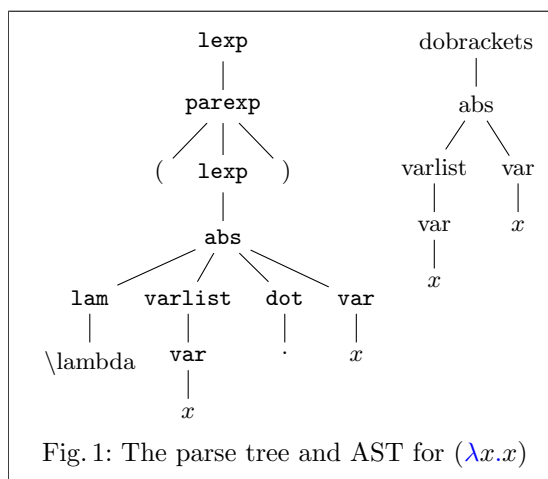 lexp dobrackets
parexp abs
( lexp ) varlist var
abs var x
x
lam varlist dot var
\lambda var . x
x
Fig. 1: The parse tree and AST for (λx.x)